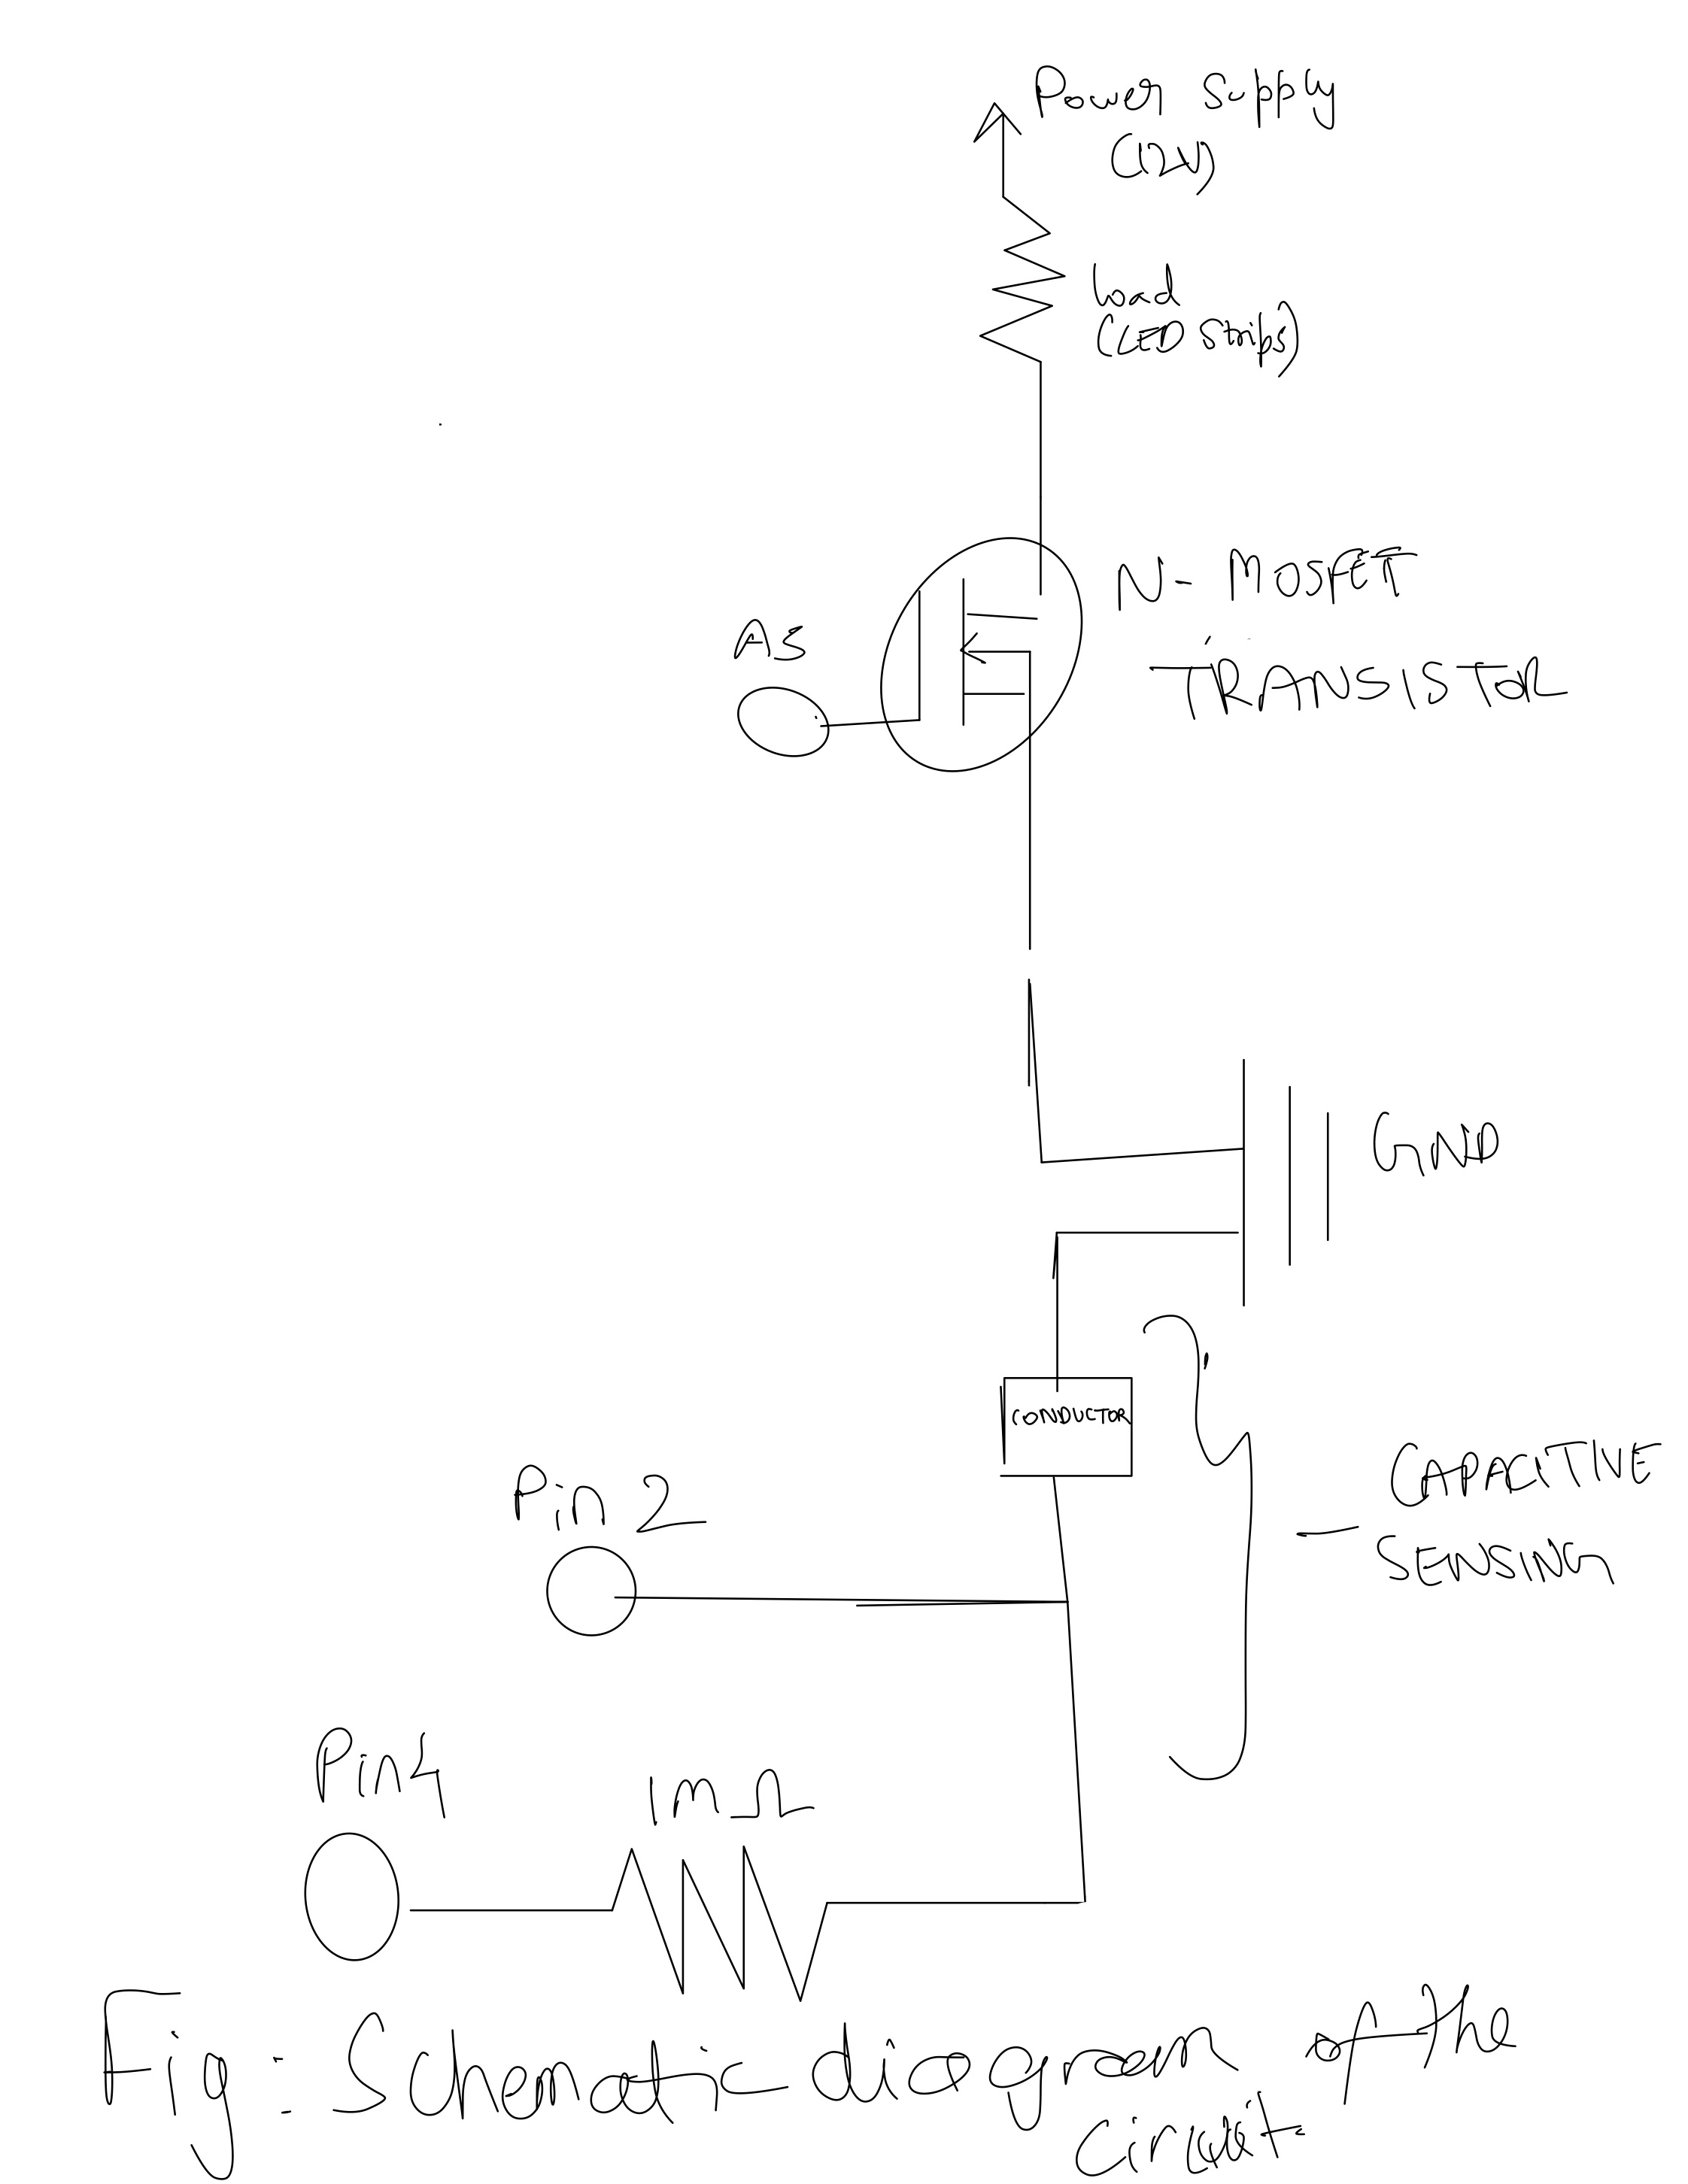 Power Supply
(12V)
Load
(LED Strips)
N-MOSFET
TRANSISTOR
A3
GND
CONDUCTOR
Pin 2
CAPACITIVE
SENSING
Pin4
1MΩ
Fig:- Schematic diagram of the
circuit